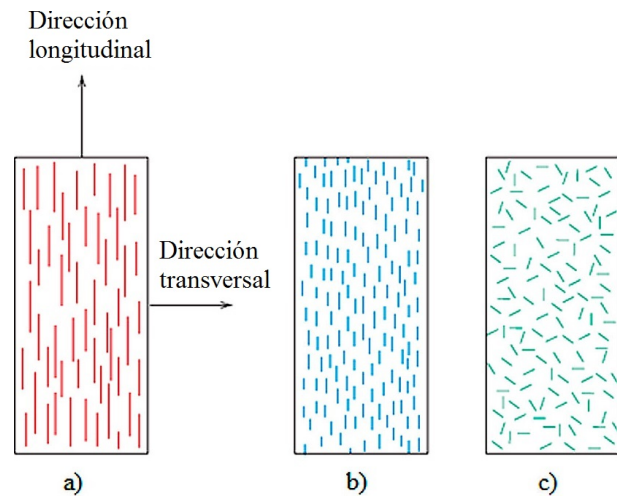 Dirección
longitudinal
Dirección
transversal
a)
b)
c)